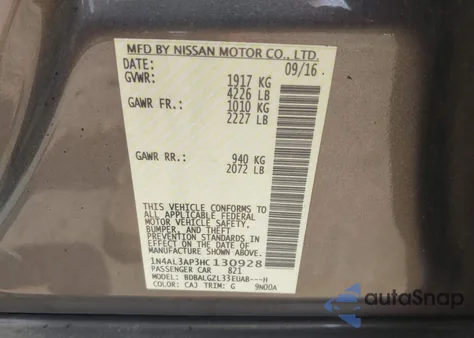 MFD BY NISSAN MOTOR CO., LTD.
DATE: 09/16
GVWR: 1917 KG
4226 LB
GAWR FR.: 1010 KG
2227 LB
GAWR RR.: 940 KG
2072 LB
THIS VEHICLE CONFORMS TO
ALL APPLICABLE FEDERAL
MOTOR VEHICLE SAFETY,
BUMPER, AND THEFT
PREVENTION STANDARDS IN
EFFECT ON THE DATE OF
MANUFACTURE SHOWN ABOVE.
1N4AL3AP3HC130928
PASSENGER CAR 821
MODEL: BDBALGZL33EUAB---H
COLOR: CAJ TRIM: G 9N00A
autoSnap